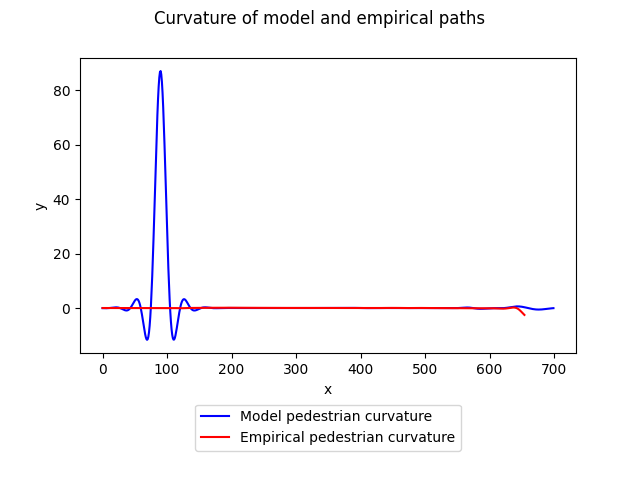 Curvature of model and empirical paths
80
60
40
20
0
y
0 100 200 300 400 500 600 700
x
Model pedestrian curvature
Empirical pedestrian curvature